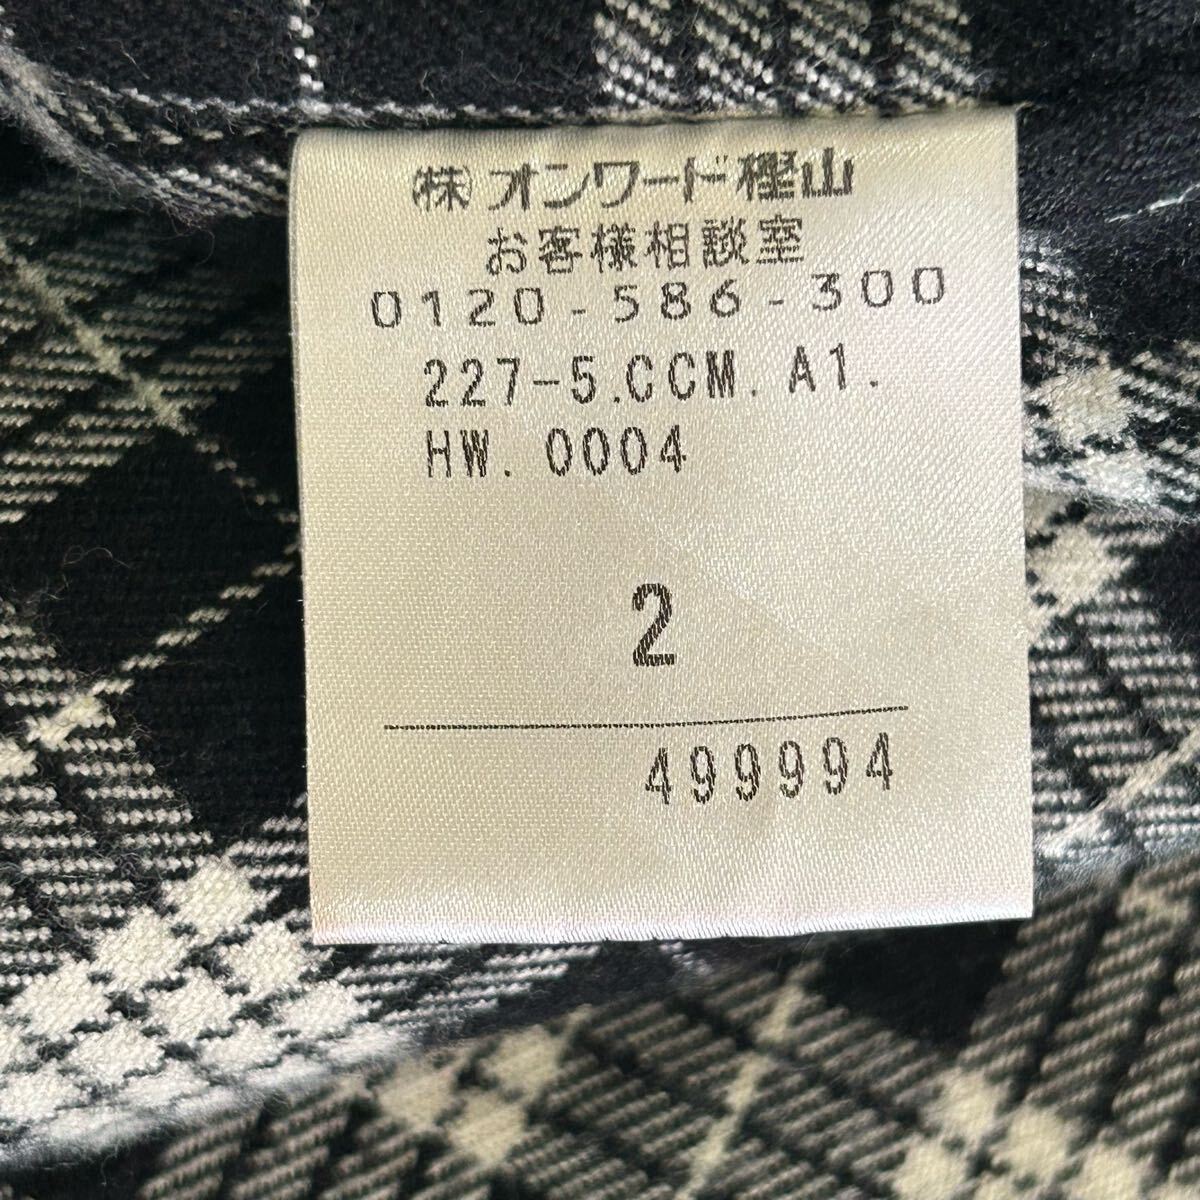 ㈱オンワード樫山
お客様相談室
0120-586-300
227-5.CCM.A1.
HW.0004
2
499994